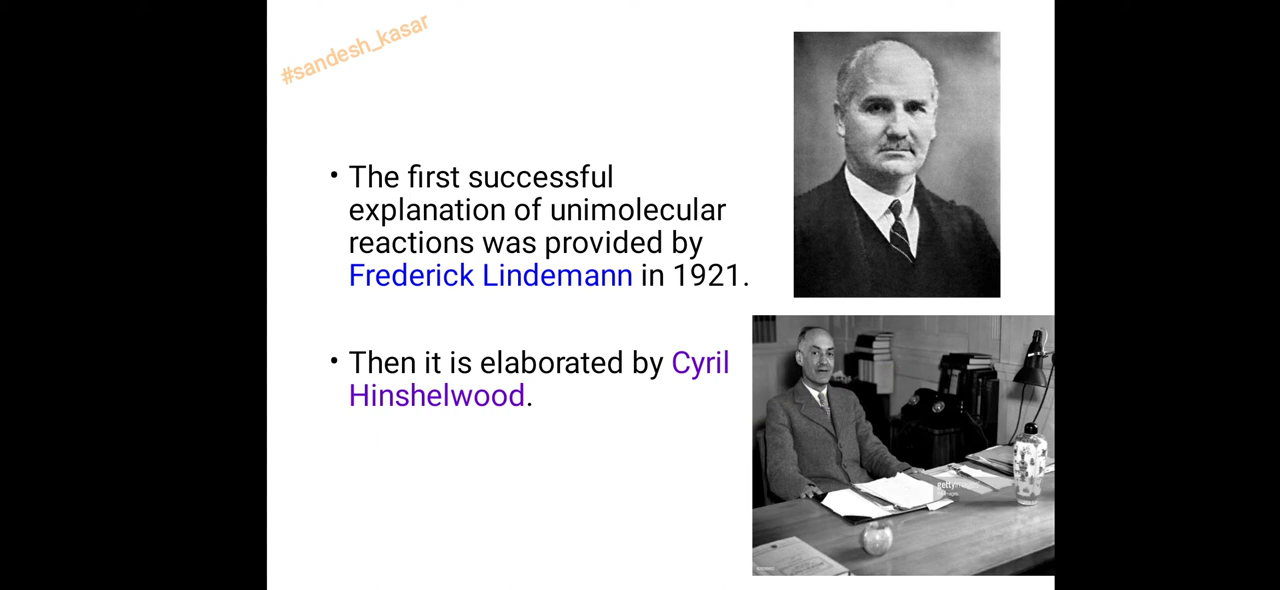 #sandesh_kasar
• The first successful
explanation of unimolecular
reactions was provided by
Frederick Lindemann in 1921.
• Then it is elaborated by Cyril
Hinshelwood.
gettyimages